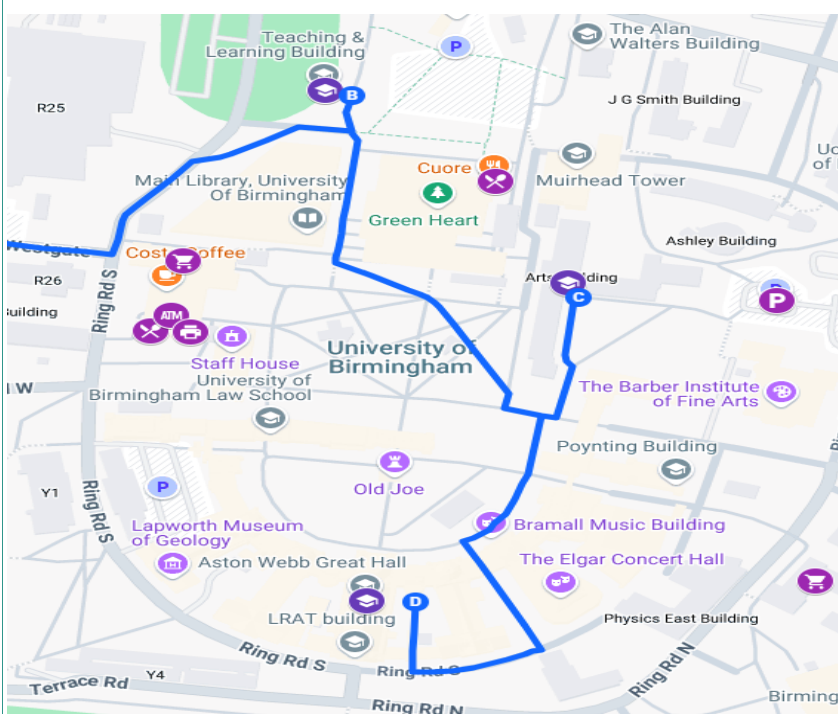 Teaching &
Learning Building
The Alan
Walters Building
P
B
R25
J G Smith Building
Cuore
Main Library, University
Of Birmingham
Muirhead Tower
Green Heart
Westgate
Ashley Building
Costa Coffee
R26
Arts Building
C
P
Ring Rd S
ATM
Staff House
University of
Birmingham
University of
Birmingham Law School
W
The Barber Institute
of Fine Arts
Poynting Building
Old Joe
P
Y1
Ring Rd S
Lapworth Museum
of Geology
Bramall Music Building
Aston Webb Great Hall
The Elgar Concert Hall
D
LRAT building
Physics East Building
Ring Rd S
Ring Rd S
Y4
Terrace Rd
Ring Rd N
Ring Rd N